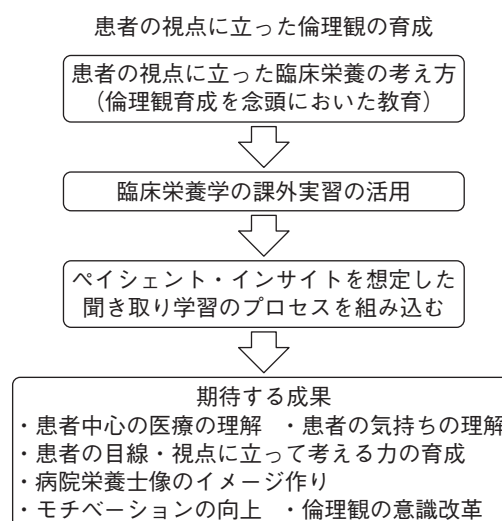 患者の視点に立った倫理観の育成
患者の視点に立った臨床栄養の考え方
（倫理観育成を念頭においた教育）
臨床栄養学の課外実習の活用
ペイシェント・インサイトを想定した
聞き取り学習のプロセスを組み込む
期待する成果
・患者中心の医療の理解　・患者の気持ちの理解
・患者の目線・視点に立って考える力の育成
・病院栄養士像のイメージ作り
・モチベーションの向上　・倫理観の意識改革